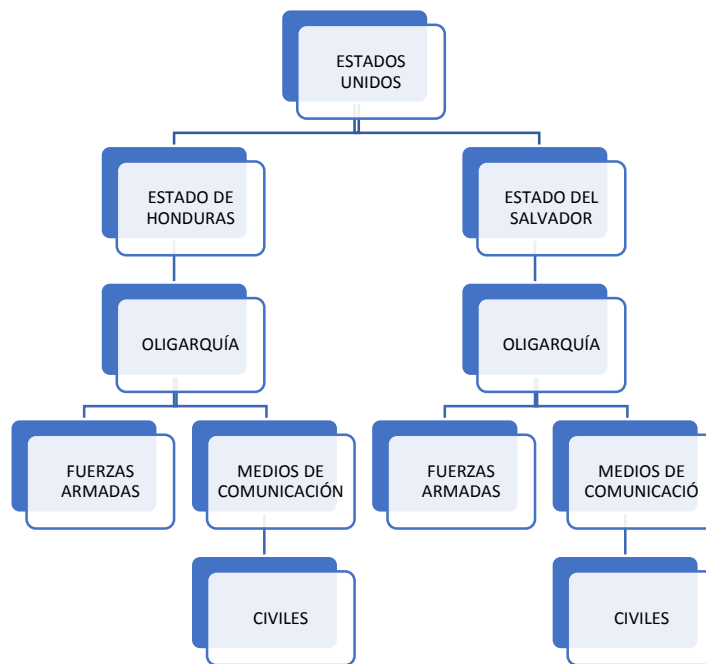 ESTADOS
UNIDOS
ESTADO DE
HONDURAS
ESTADO DEL
SALVADOR
OLIGARQUÍA
OLIGARQUÍA
FUERZAS
ARMADAS
MEDIOS DE
COMUNICACIÓN
FUERZAS
ARMADAS
MEDIOS DE
COMUNICACIÓ
CIVILES
CIVILES